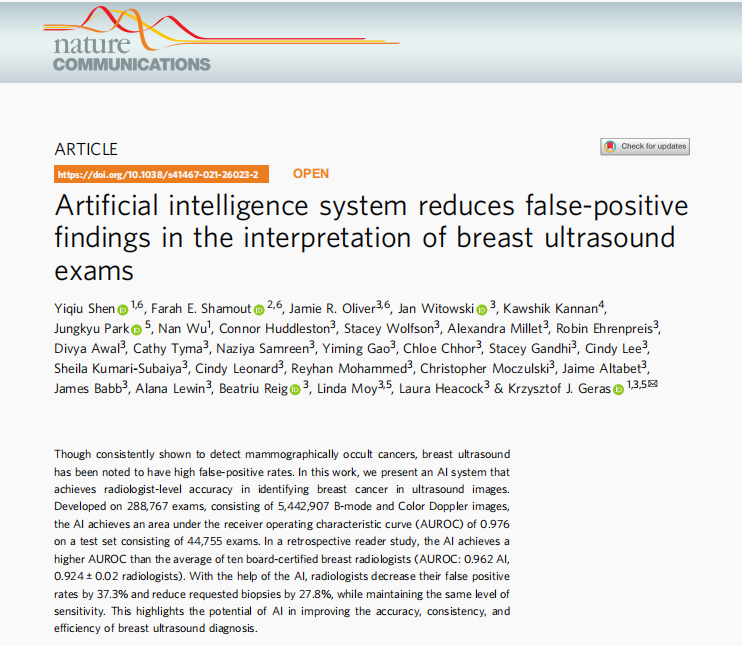 nature
COMMUNICATIONS
ARTICLE
Check for updates
https://doi.org/10.1038/s41467-021-26023-2
OPEN
Artificial intelligence system reduces false-positive
findings in the interpretation of breast ultrasound
exams
Yiqiu Shen iD 1,6, Farah E. Shamout iD 2,6, Jamie R. Oliver3,6, Jan Witowski iD 3, Kawshik Kannan4,
Jungkyu Park iD 5, Nan Wu1, Connor Huddleston3, Stacey Wolfson3, Alexandra Millet3, Robin Ehrenpreis3,
Divya Awal3, Cathy Tyma3, Naziya Samreen3, Yiming Gao3, Chloe Chhor3, Stacey Gandhi3, Cindy Lee3,
Sheila Kumari-Subaiya3, Cindy Leonard3, Reyhan Mohammed3, Christopher Moczulski3, Jaime Altabet3,
James Babb3, Alana Lewin3, Beatriu Reig iD 3, Linda Moy3,5, Laura Heacock3 & Krzysztof J. Geras iD 1,3,5✉
Though consistently shown to detect mammographically occult cancers, breast ultrasound
has been noted to have high false-positive rates. In this work, we present an AI system that
achieves radiologist-level accuracy in identifying breast cancer in ultrasound images.
Developed on 288,767 exams, consisting of 5,442,907 B-mode and Color Doppler images,
the AI achieves an area under the receiver operating characteristic curve (AUROC) of 0.976
on a test set consisting of 44,755 exams. In a retrospective reader study, the AI achieves a
higher AUROC than the average of ten board-certified breast radiologists (AUROC: 0.962 AI,
0.924 ± 0.02 radiologists). With the help of the AI, radiologists decrease their false positive
rates by 37.3% and reduce requested biopsies by 27.8%, while maintaining the same level of
sensitivity. This highlights the potential of AI in improving the accuracy, consistency, and
efficiency of breast ultrasound diagnosis.